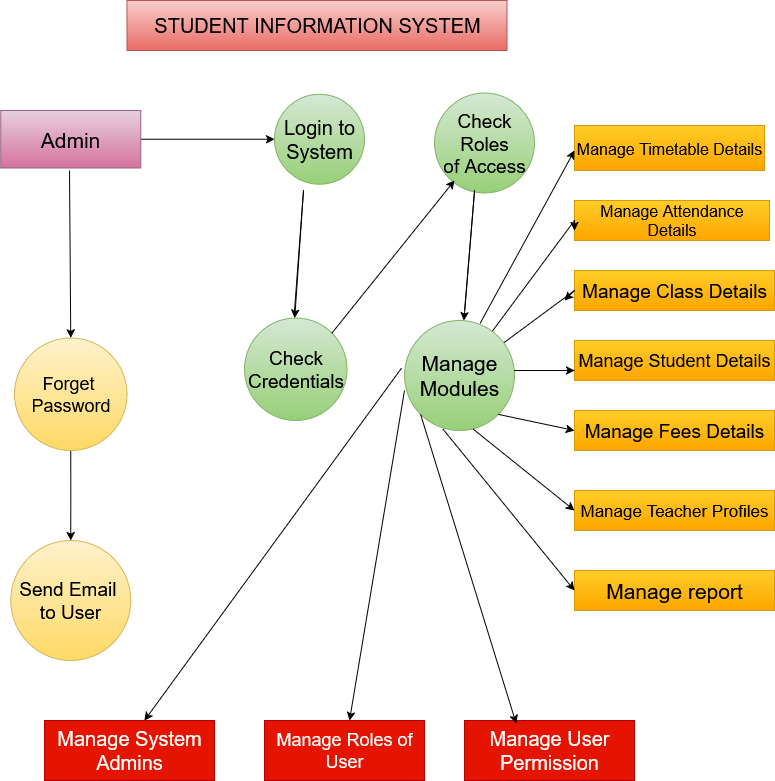 STUDENT INFORMATION SYSTEM
Admin
Login to
System
Check
Roles
of Access
Manage Timetable Details
Manage Attendance
Details
Manage Class Details
Check
Credentials
Manage
Modules
Manage Student Details
Forget
Password
Manage Fees Details
Manage Teacher Profiles
Send Email
to User
Manage report
Manage System
Admins
Manage Roles of
User
Manage User
Permission